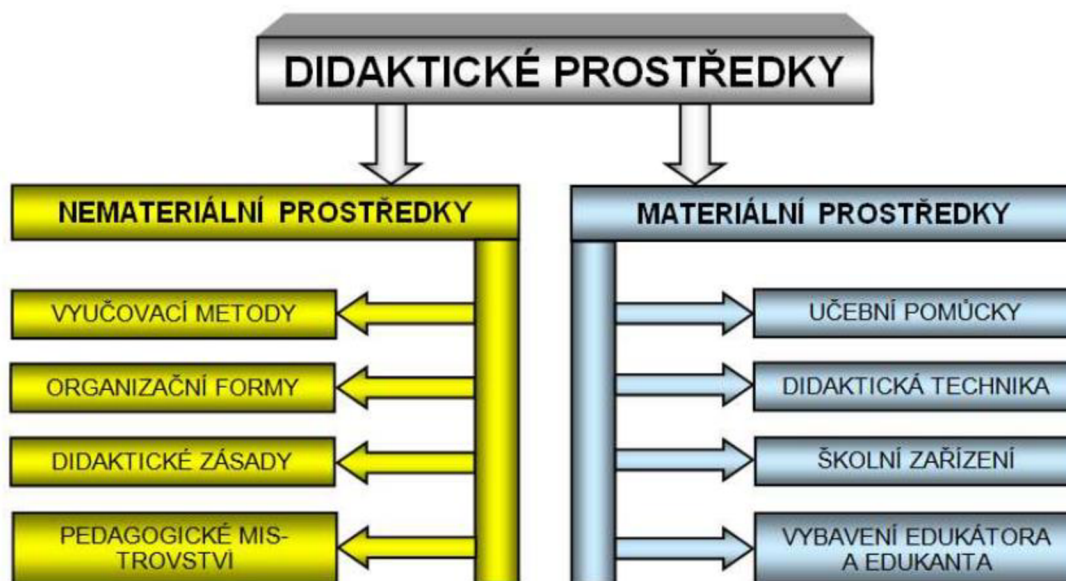 DIDAKTICKÉ PROSTŘEDKY
NEMATERIÁLNÍ PROSTŘEDKY
VYUČOVACÍ METODY
ORGANIZAČNÍ FORMY
DIDAKTICKÉ ZÁSADY
PEDAGOGICKÉ MIS-
TROVSTVÍ
MATERIÁLNÍ PROSTŘEDKY
UČEBNÍ POMŮCKY
DIDAKTICKÁ TECHNIKA
ŠKOLNÍ ZAŘÍZENÍ
VYBAVENÍ EDUKÁTORA
A EDUKANTA